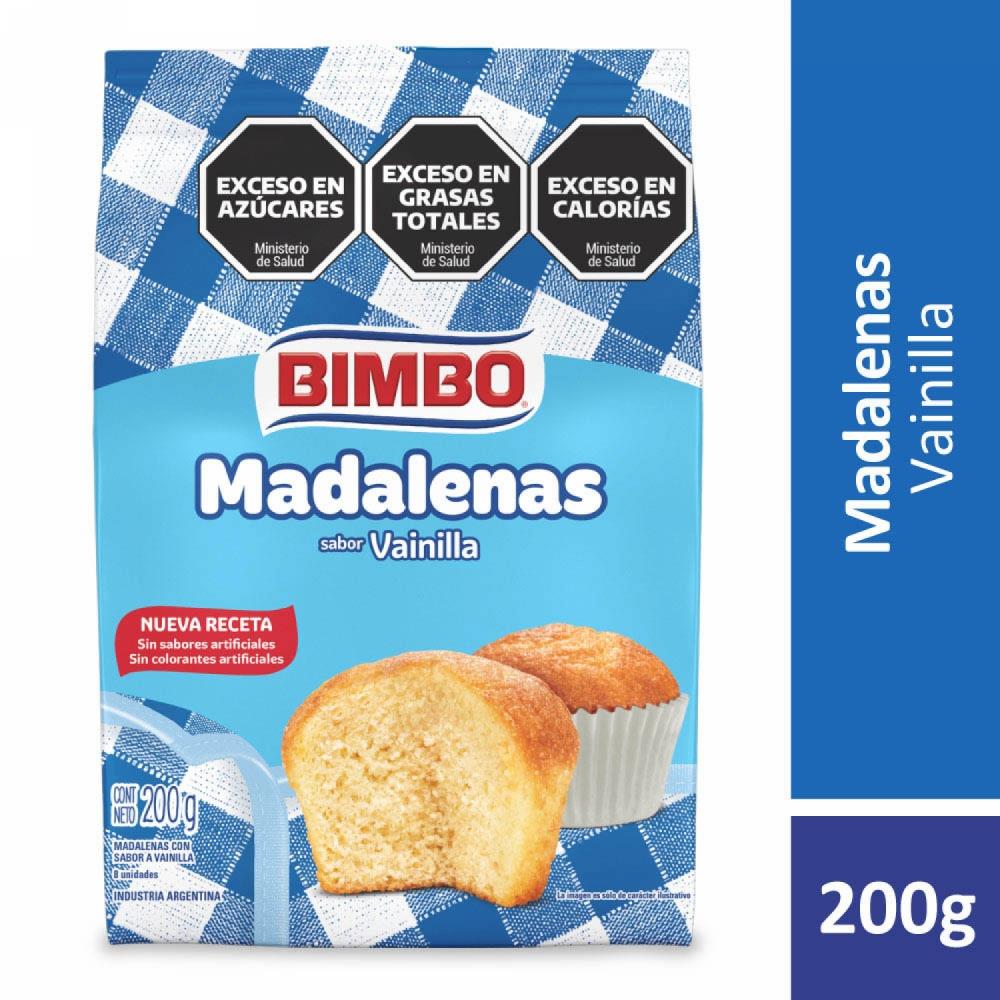 EXCESO EN
AZÚCARES
Ministerio
de Salud
EXCESO EN
GRASAS
TOTALES
Ministerio
de Salud
EXCESO EN
CALORÍAS
Ministerio
de Salud
BIMBO
Madalenas
sabor Vainilla
NUEVA RECETA
Sin sabores artificiales
Sin colorantes artificiales
CONT
NETO 200 g
MADALENAS CON
SABOR A VAINILLA
8 unidades
INDUSTRIA ARGENTINA
La imagen es sólo de carácter ilustrativo
Madalenas
Vainilla
200g